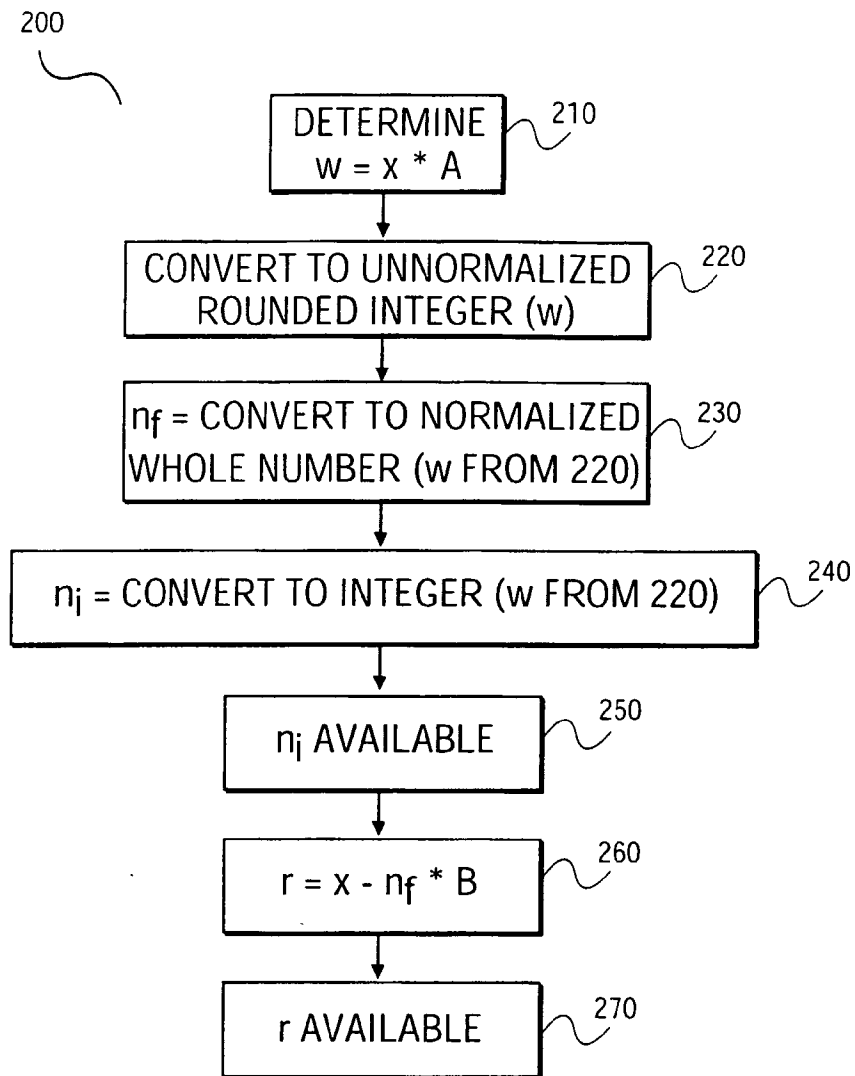 200
DETERMINE
w = x * A
210
CONVERT TO UNNORMALIZED
ROUNDED INTEGER (w)
220
nf = CONVERT TO NORMALIZED
WHOLE NUMBER (w FROM 220)
230
ni = CONVERT TO INTEGER (w FROM 220)
240
ni AVAILABLE
250
r = x - nf * B
260
r AVAILABLE
270